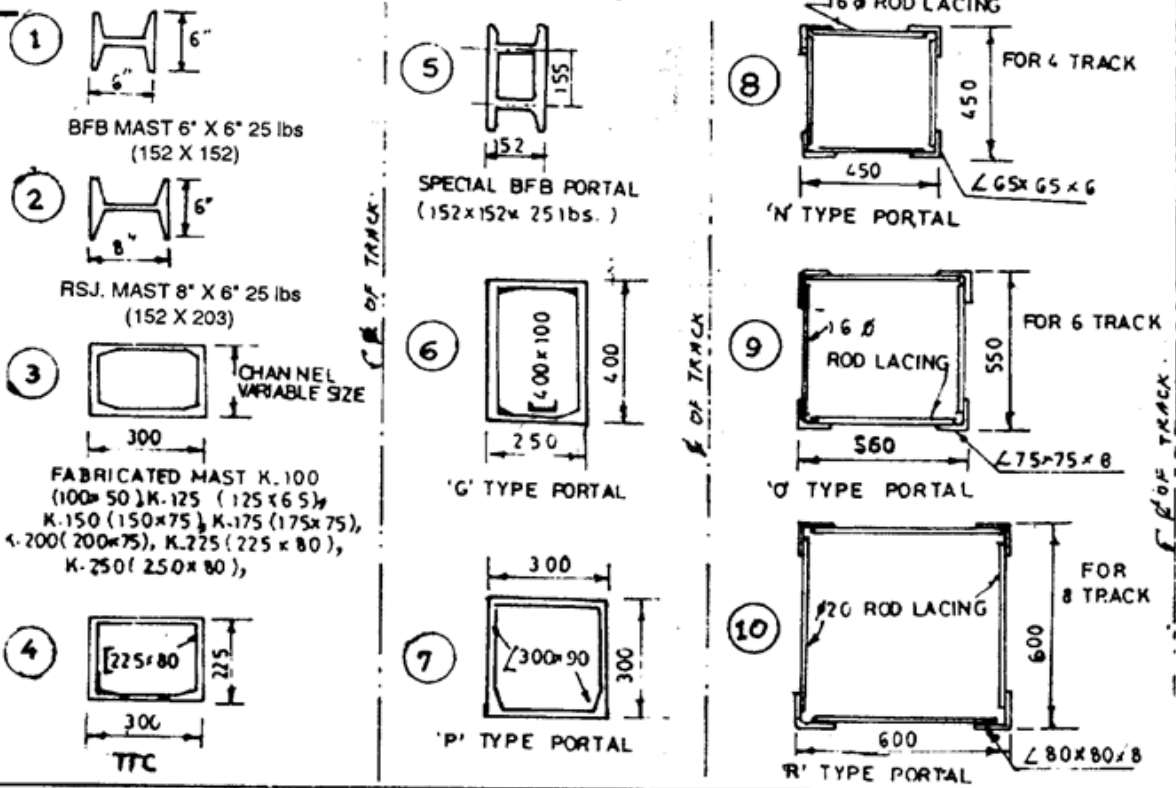 1
6"
6"
BFB MAST 6" X 6" 25 lbs
(152 X 152)
2
6"
8"
RSJ. MAST 8" X 6" 25 lbs
(152 X 203)
3
CHANNEL
VARIABLE SIZE
300
FABRICATED MAST K.100
(100×50) K.125 (125×65),
K.150 (150×75), K.175 (175×75),
K.200 (200×75), K.225 (225×80),
K-250 (250×80),
4
[225×80
225
300
TTC
OF TRACK
5
155
152
SPECIAL BFB PORTAL
(152×152× 25 lbs.)
6
[400×100
400
250
'G' TYPE PORTAL
7
300
∠300×90
300
'P' TYPE PORTAL
OF TRACK
16 Ø ROD LACING
8
FOR 4 TRACK
450
450
∠65×65×6
'N' TYPE PORTAL
9
16 Ø
ROD LACING
FOR 6 TRACK
550
560
∠75×75×8
'O' TYPE PORTAL
10
Ø20 ROD LACING
FOR
8 TRACK
600
600
∠80×80×8
'R' TYPE PORTAL
OF TRACK